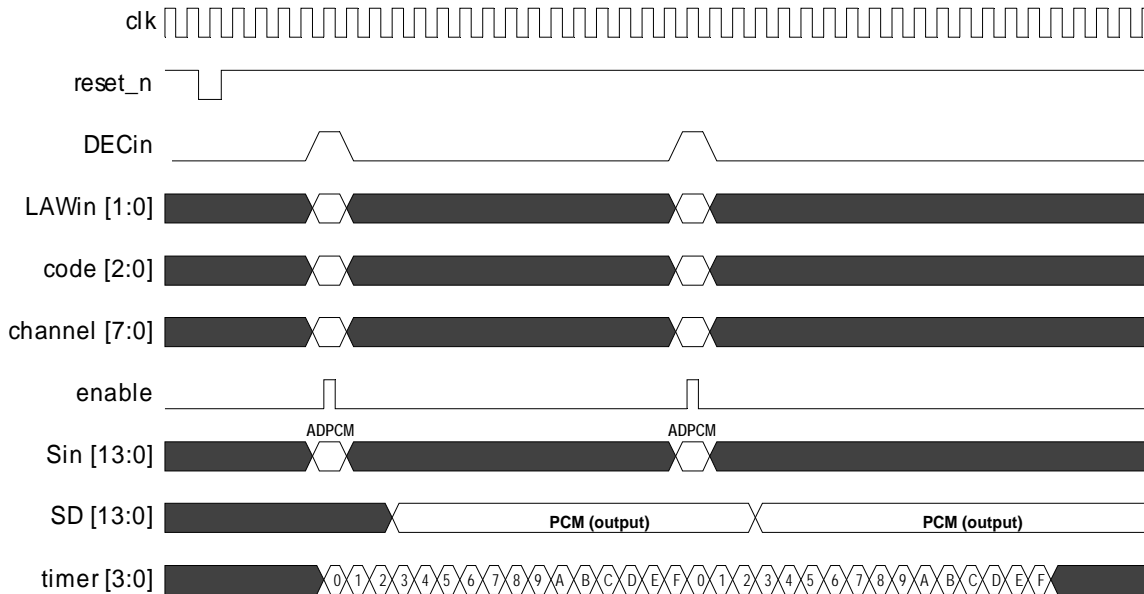 clk
reset_n
DECin
LAWin [1:0]
code [2:0]
channel [7:0]
enable
ADPCM ADPCM
Sin [13:0]
SD [13:0] PCM (output) PCM (output)
timer [3:0] 0 1 2 3 4 5 6 7 8 9 A B C D E F 0 1 2 3 4 5 6 7 8 9 A B C D E F